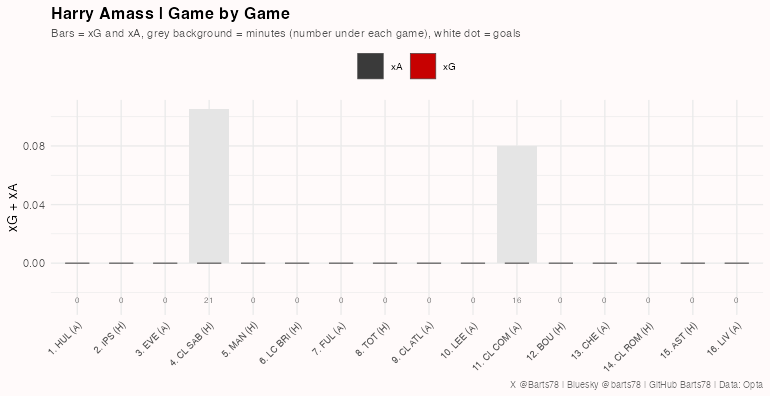 Harry Amass | Game by Game
Bars = xG and xA, grey background = minutes (number under each game), white dot = goals
xA xG
xG + xA
0.08
0.04
0.00
0 0 0 21 0 0 0 0 0 0 16 0 0 0 0 0
1. HUL (A)
2. IPS (H)
3. EVE (A)
4. CL SAB (H)
5. MAN (H)
6. LC BRI (H)
7. FUL (A)
8. TOT (H)
9. CL ATL (A)
10. LEE (A)
11. CL COM (A)
12. BOU (H)
13. CHE (A)
14. CL ROM (H)
15. AST (H)
16. LIV (A)
X @Barts78 | Bluesky @barts78 | GitHub Barts78 | Data: Opta